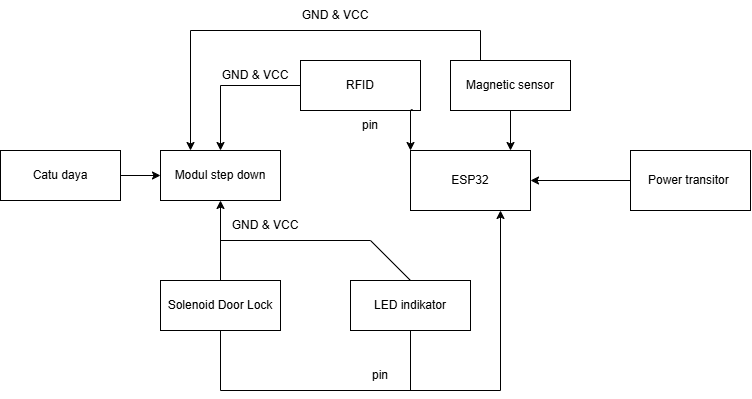 GND & VCC
GND & VCC
RFID
Magnetic sensor
pin
Catu daya
Modul step down
ESP32
Power transitor
GND & VCC
Solenoid Door Lock
LED indikator
pin